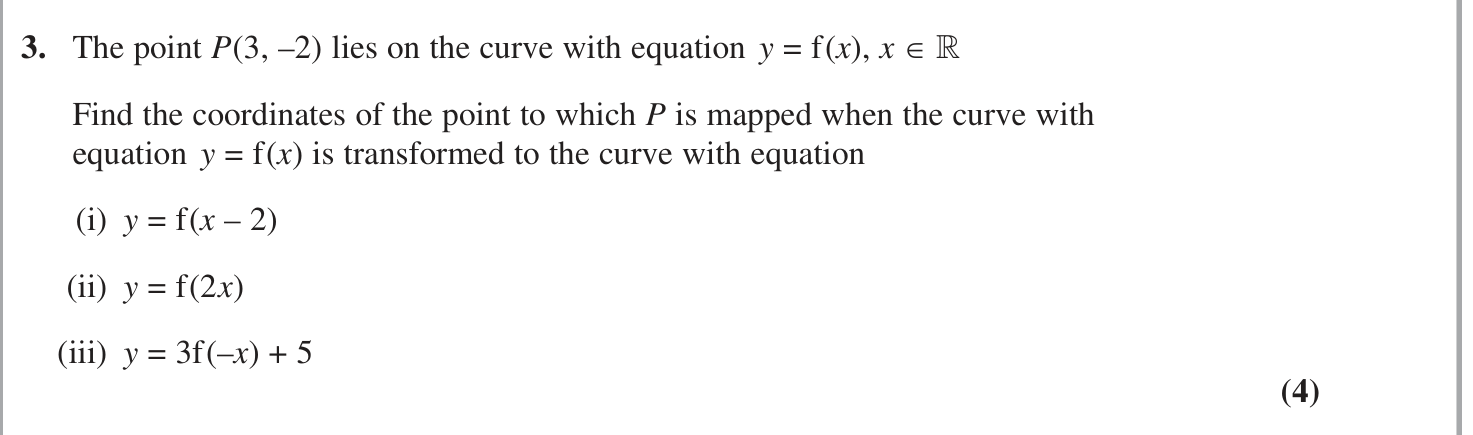 3. The point P(3, –2) lies on the curve with equation y = f(x), x ∈ ℝ
Find the coordinates of the point to which P is mapped when the curve with
equation y = f(x) is transformed to the curve with equation
(i) y = f(x – 2)
(ii) y = f(2x)
(iii) y = 3f(–x) + 5
(4)